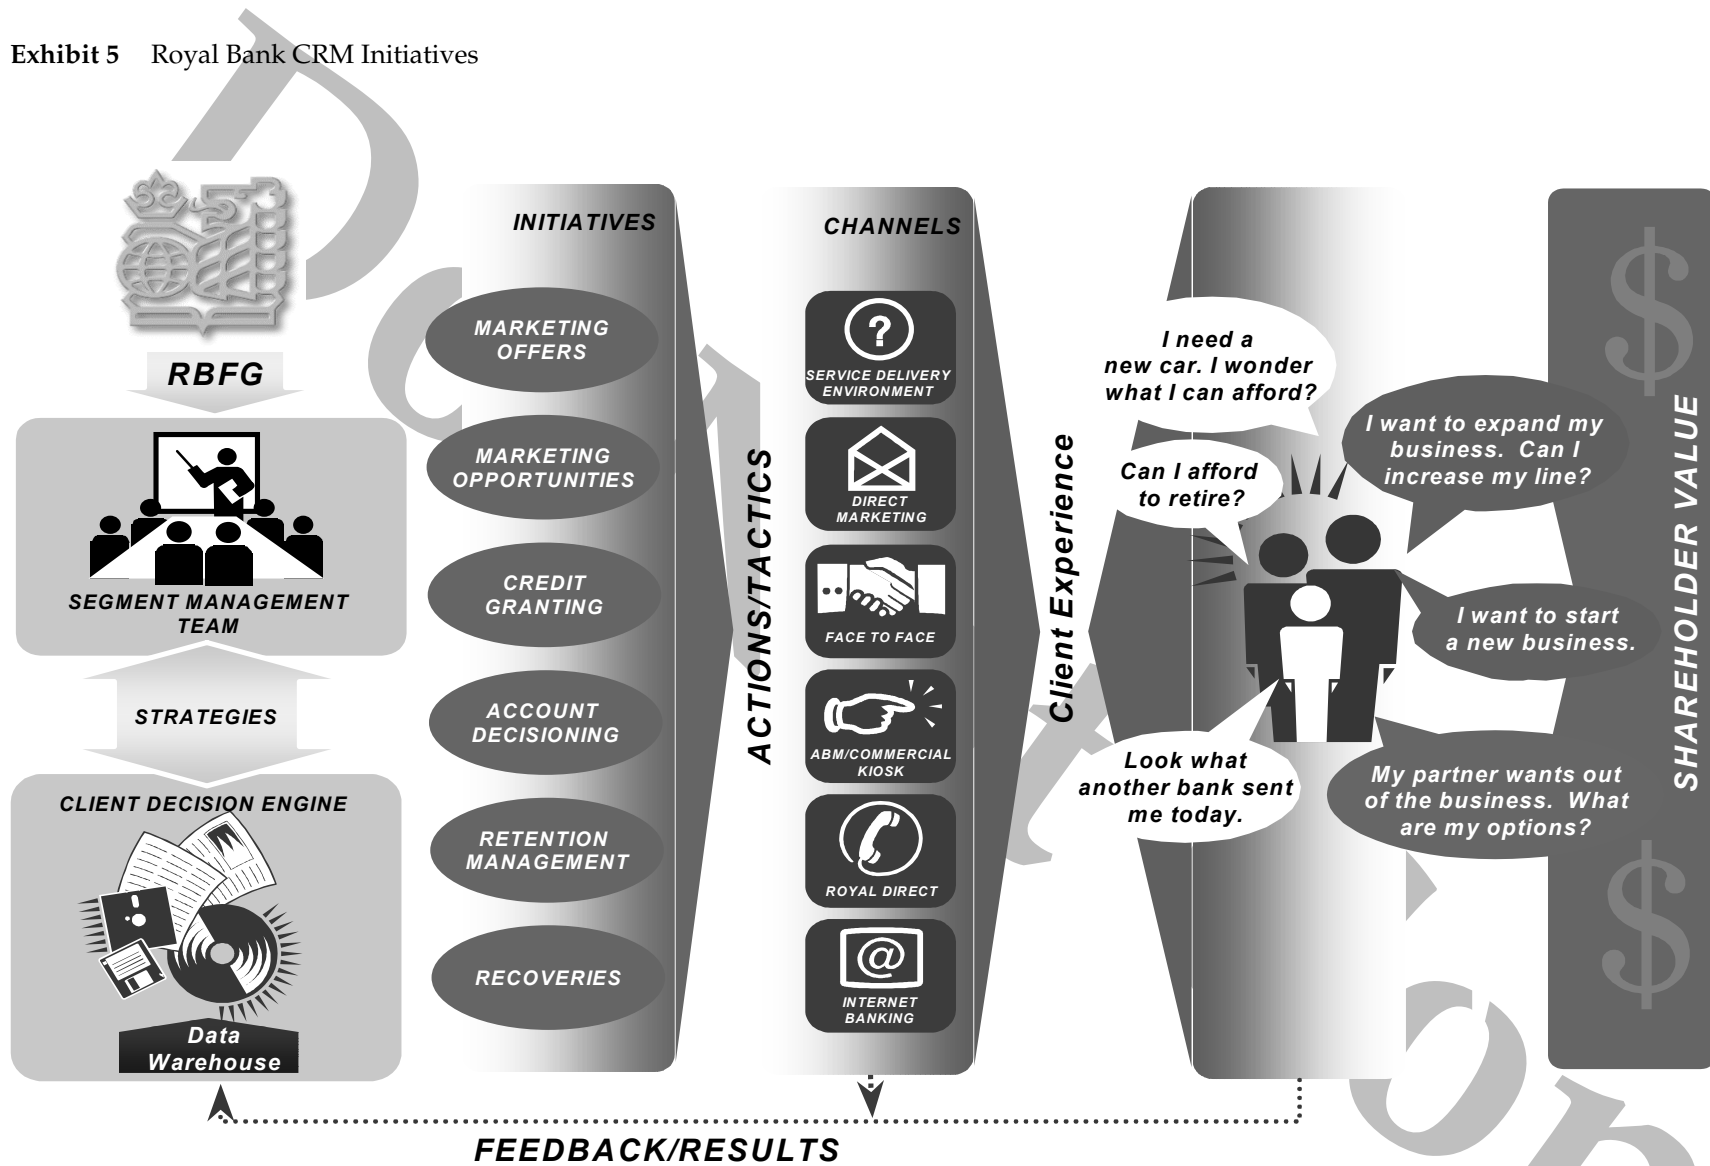 Exhibit 5 Royal Bank CRM Initiatives
RBFG
SEGMENT MANAGEMENT
TEAM
STRATEGIES
CLIENT DECISION ENGINE
Data
Warehouse
INITIATIVES
MARKETING
OFFERS
MARKETING
OPPORTUNITIES
CREDIT
GRANTING
ACCOUNT
DECISIONING
RETENTION
MANAGEMENT
RECOVERIES
ACTIONS/TACTICS
CHANNELS
?
SERVICE DELIVERY
ENVIRONMENT
DIRECT
MARKETING
FACE TO FACE
ABM/COMMERCIAL
KIOSK
ROYAL DIRECT
@
INTERNET
BANKING
Client Experience
I need a
new car. I wonder
what I can afford?
Can I afford
to retire?
I want to expand my
business. Can I
increase my line?
I want to start
a new business.
Look what
another bank sent
me today.
My partner wants out
of the business. What
are my options?
$
SHAREHOLDER VALUE
$
FEEDBACK/RESULTS